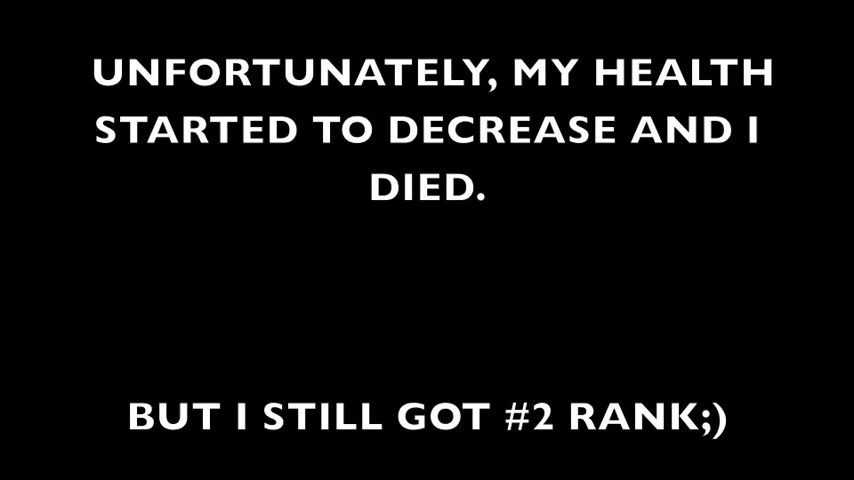 UNFORTUNATELY, MY HEALTH
STARTED TO DECREASE AND I
DIED.
BUT I STILL GOT #2 RANK;)